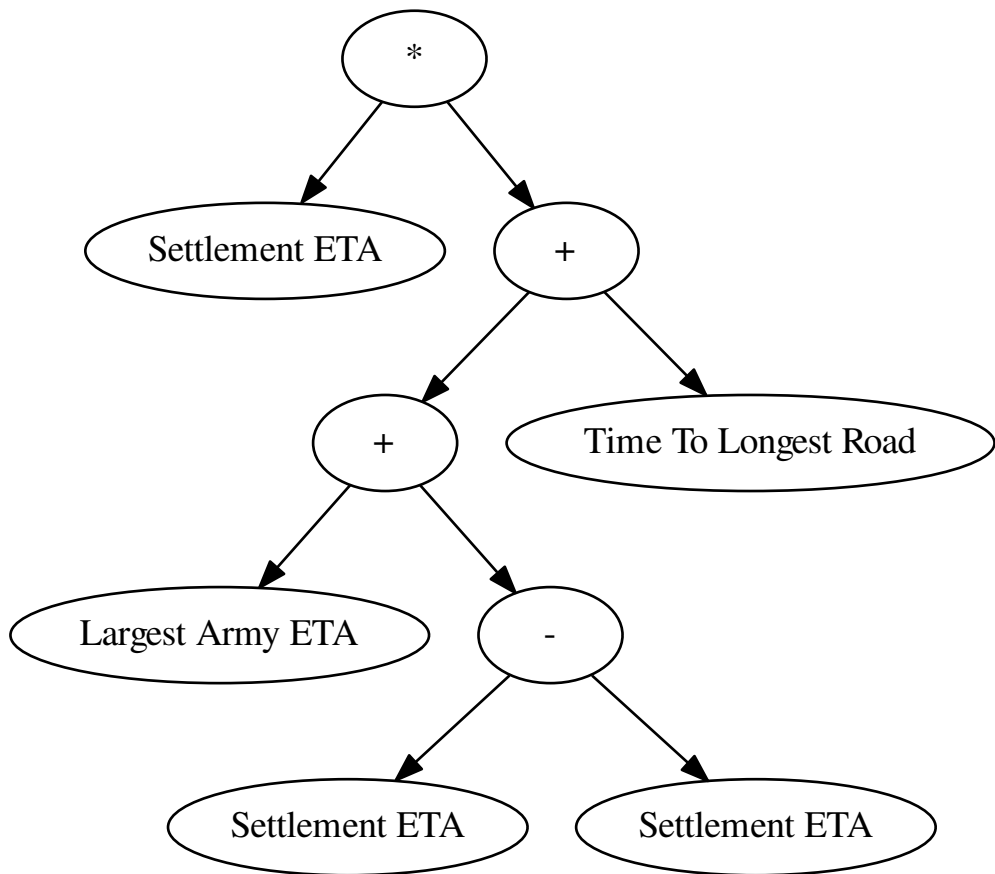 *
Settlement ETA
+
+
Time To Longest Road
Largest Army ETA
-
Settlement ETA
Settlement ETA